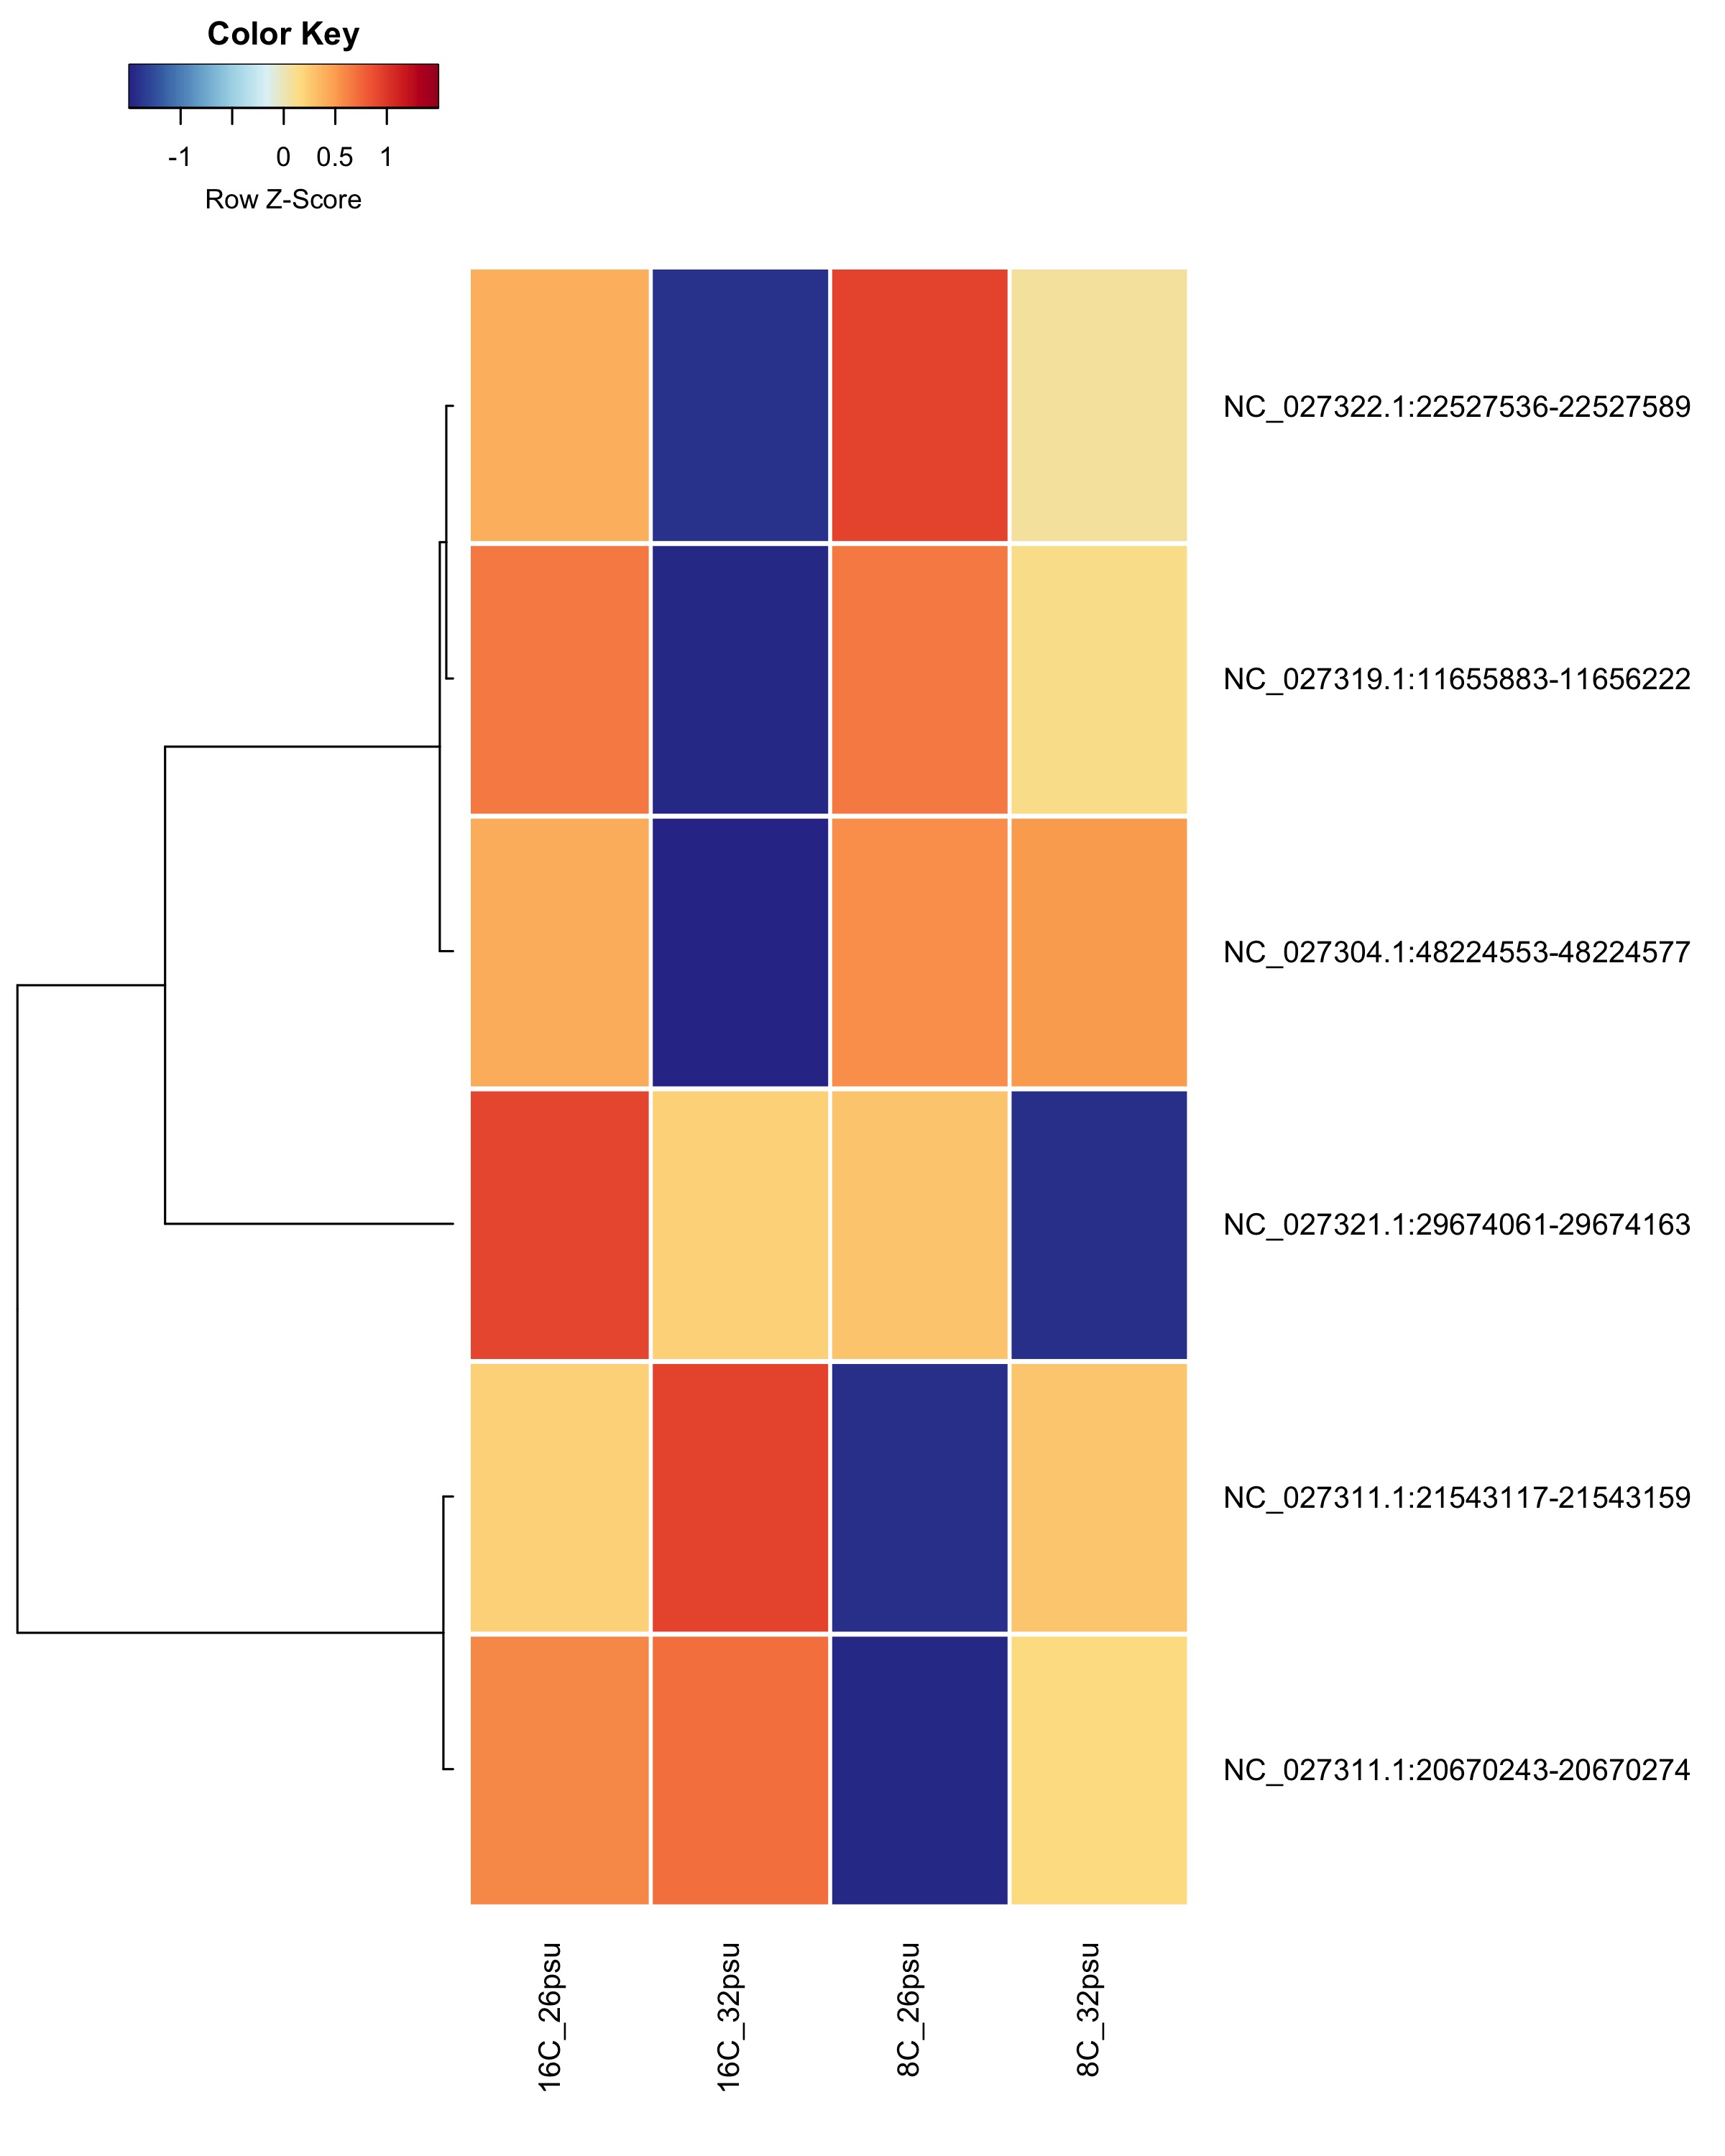 Color Key
-1 0 0.5 1
Row Z-Score
NC_027322.1:22527536-22527589
NC_027319.1:11655883-11656222
NC_027304.1:48224553-48224577
NC_027321.1:29674061-29674163
NC_027311.1:21543117-21543159
NC_027311.1:20670243-20670274
16C_26psu
16C_32psu
8C_26psu
8C_32psu